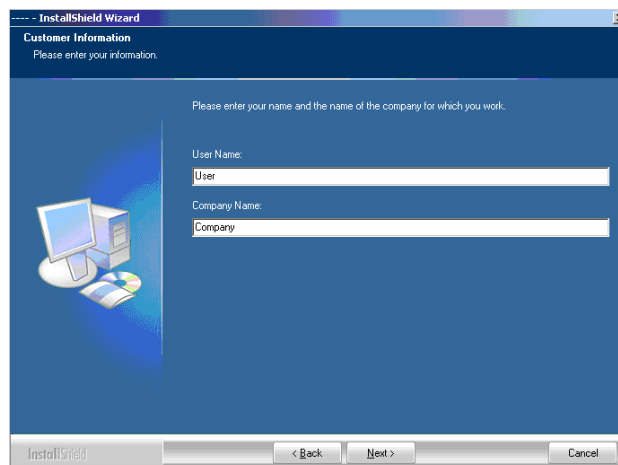 ---- - InstallShield Wizard
Customer Information
Please enter your information.
Please enter your name and the name of the company for which you work.
User Name:
User
Company Name:
Company
InstallShield
< Back
Next >
Cancel